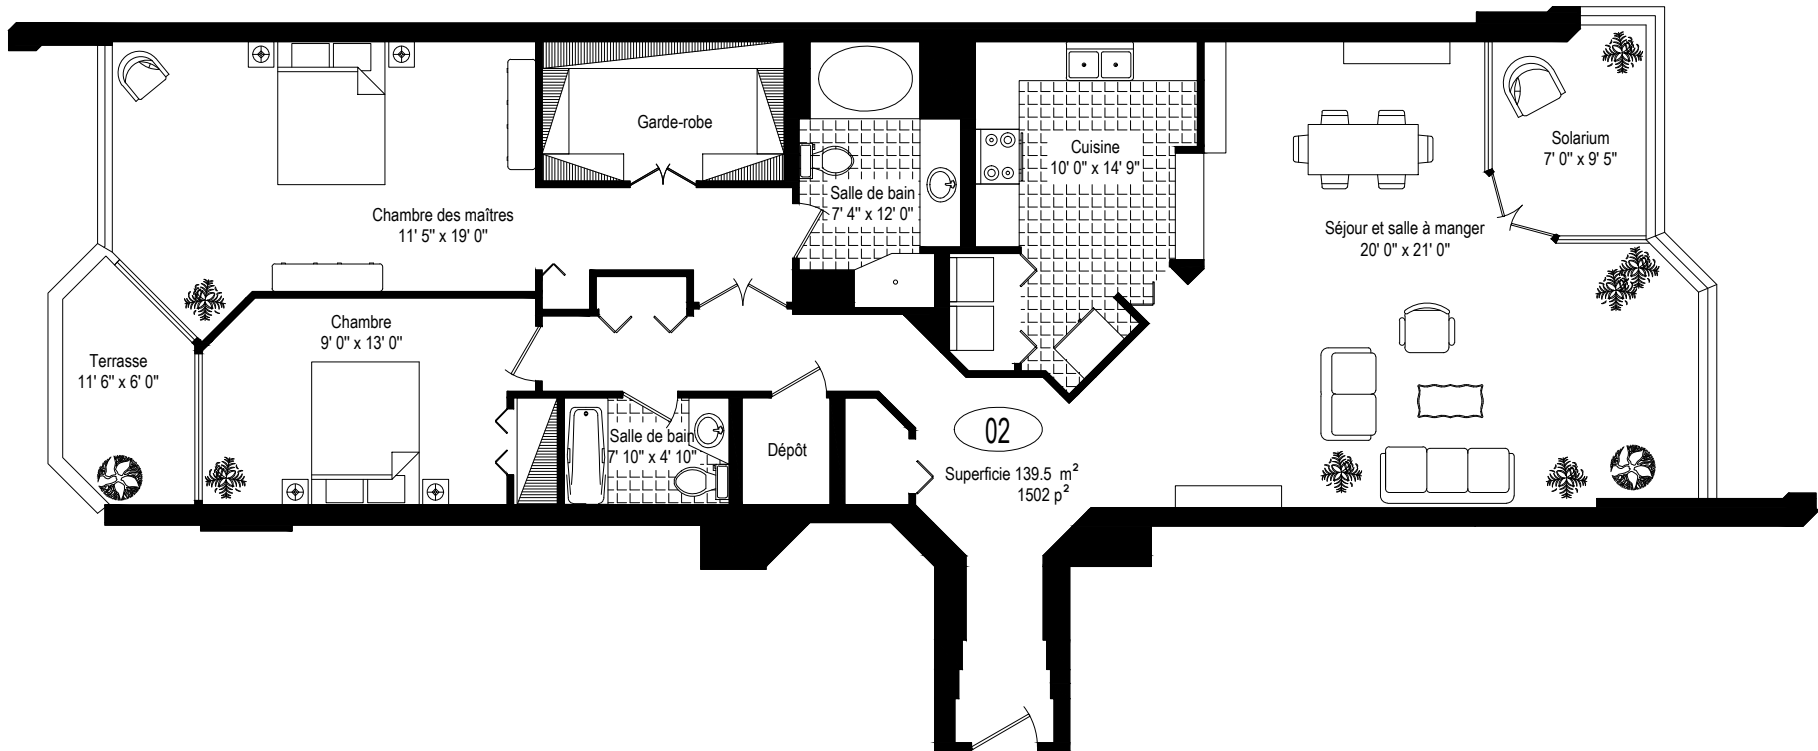 Garde-robe
Chambre des maîtres
11' 5" x 19' 0"
Salle de bain
7' 4" x 12' 0"
Cuisine
10' 0" x 14' 9"
Solarium
7' 0" x 9' 5"
Séjour et salle à manger
20' 0" x 21' 0"
Chambre
9' 0" x 13' 0"
Terrasse
11' 6" x 6' 0"
Salle de bain
7' 10" x 4' 10"
Dépôt
02
Superficie 139.5 m²
1502 p²